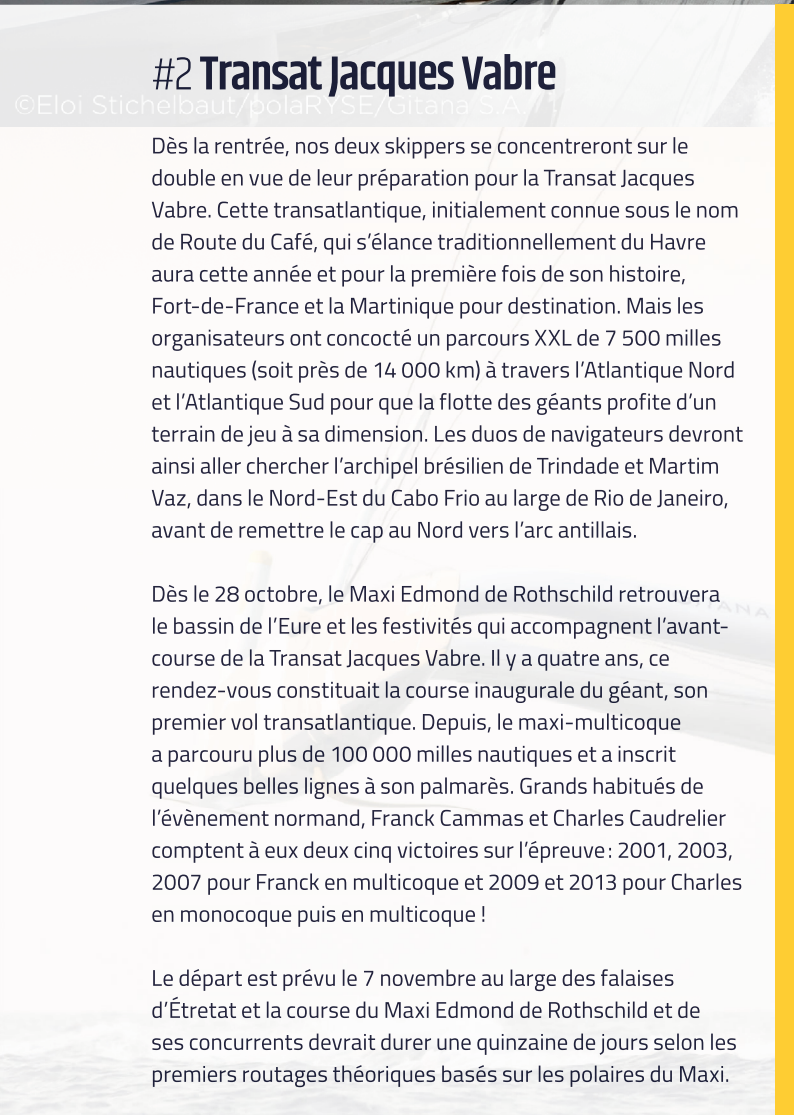 #2 Transat Jacques Vabre
©Eloi Stichelbaut/polaRYSE/Gitana S.A.
Dès la rentrée, nos deux skippers se concentreront sur le
double en vue de leur préparation pour la Transat Jacques
Vabre. Cette transatlantique, initialement connue sous le nom
de Route du Café, qui s’élance traditionnellement du Havre
aura cette année et pour la première fois de son histoire,
Fort-de-France et la Martinique pour destination. Mais les
organisateurs ont concocté un parcours XXL de 7 500 milles
nautiques (soit près de 14 000 km) à travers l’Atlantique Nord
et l’Atlantique Sud pour que la flotte des géants profite d’un
terrain de jeu à sa dimension. Les duos de navigateurs devront
ainsi aller chercher l’archipel brésilien de Trindade et Martim
Vaz, dans le Nord-Est du Cabo Frio au large de Rio de Janeiro,
avant de remettre le cap au Nord vers l’arc antillais.
Dès le 28 octobre, le Maxi Edmond de Rothschild retrouvera
le bassin de l’Eure et les festivités qui accompagnent l’avant-
course de la Transat Jacques Vabre. Il y a quatre ans, ce
rendez-vous constituait la course inaugurale du géant, son
premier vol transatlantique. Depuis, le maxi-multicoque
a parcouru plus de 100 000 milles nautiques et a inscrit
quelques belles lignes à son palmarès. Grands habitués de
l’évènement normand, Franck Cammas et Charles Caudrelier
comptent à eux deux cinq victoires sur l’épreuve : 2001, 2003,
2007 pour Franck en multicoque et 2009 et 2013 pour Charles
en monocoque puis en multicoque !
Le départ est prévu le 7 novembre au large des falaises
d’Étretat et la course du Maxi Edmond de Rothschild et de
ses concurrents devrait durer une quinzaine de jours selon les
premiers routages théoriques basés sur les polaires du Maxi.